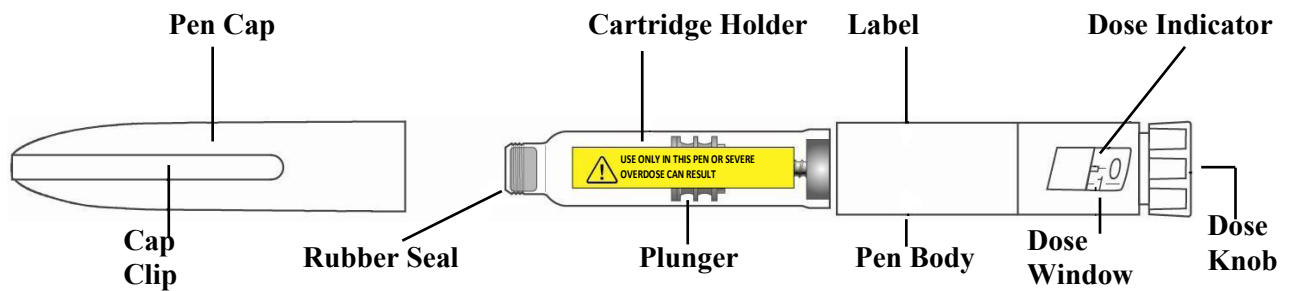 Pen Cap
Cartridge Holder
Label
Dose Indicator
USE ONLY IN THIS PEN OR SEVERE
OVERDOSE CAN RESULT
0
1
Cap
Clip
Rubber Seal
Plunger
Pen Body
Dose
Window
Dose
Knob